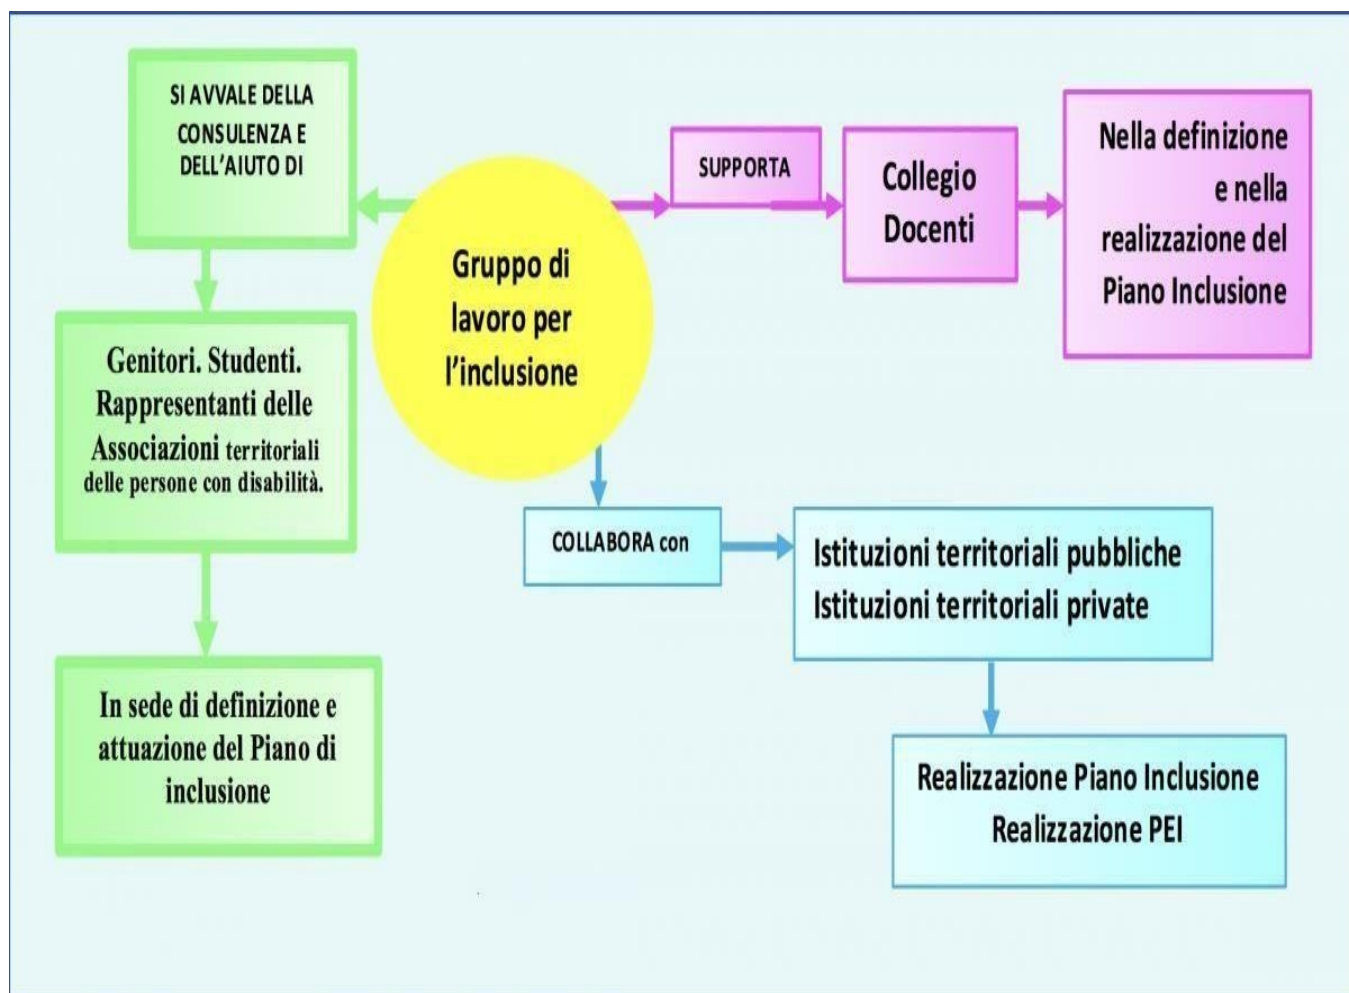 SI AVVALE DELLA
CONSULENZA E
DELL'AIUTO DI
Genitori. Studenti.
Rappresentanti delle
Associazioni territoriali
delle persone con disabilità.
In sede di definizione e
attuazione del Piano di
inclusione
Gruppo di
lavoro per
l'inclusione
SUPPORTA
Collegio
Docenti
Nella definizione
e nella
realizzazione del
Piano Inclusione
COLLABORA con
Istituzioni territoriali pubbliche
Istituzioni territoriali private
Realizzazione Piano Inclusione
Realizzazione PEI